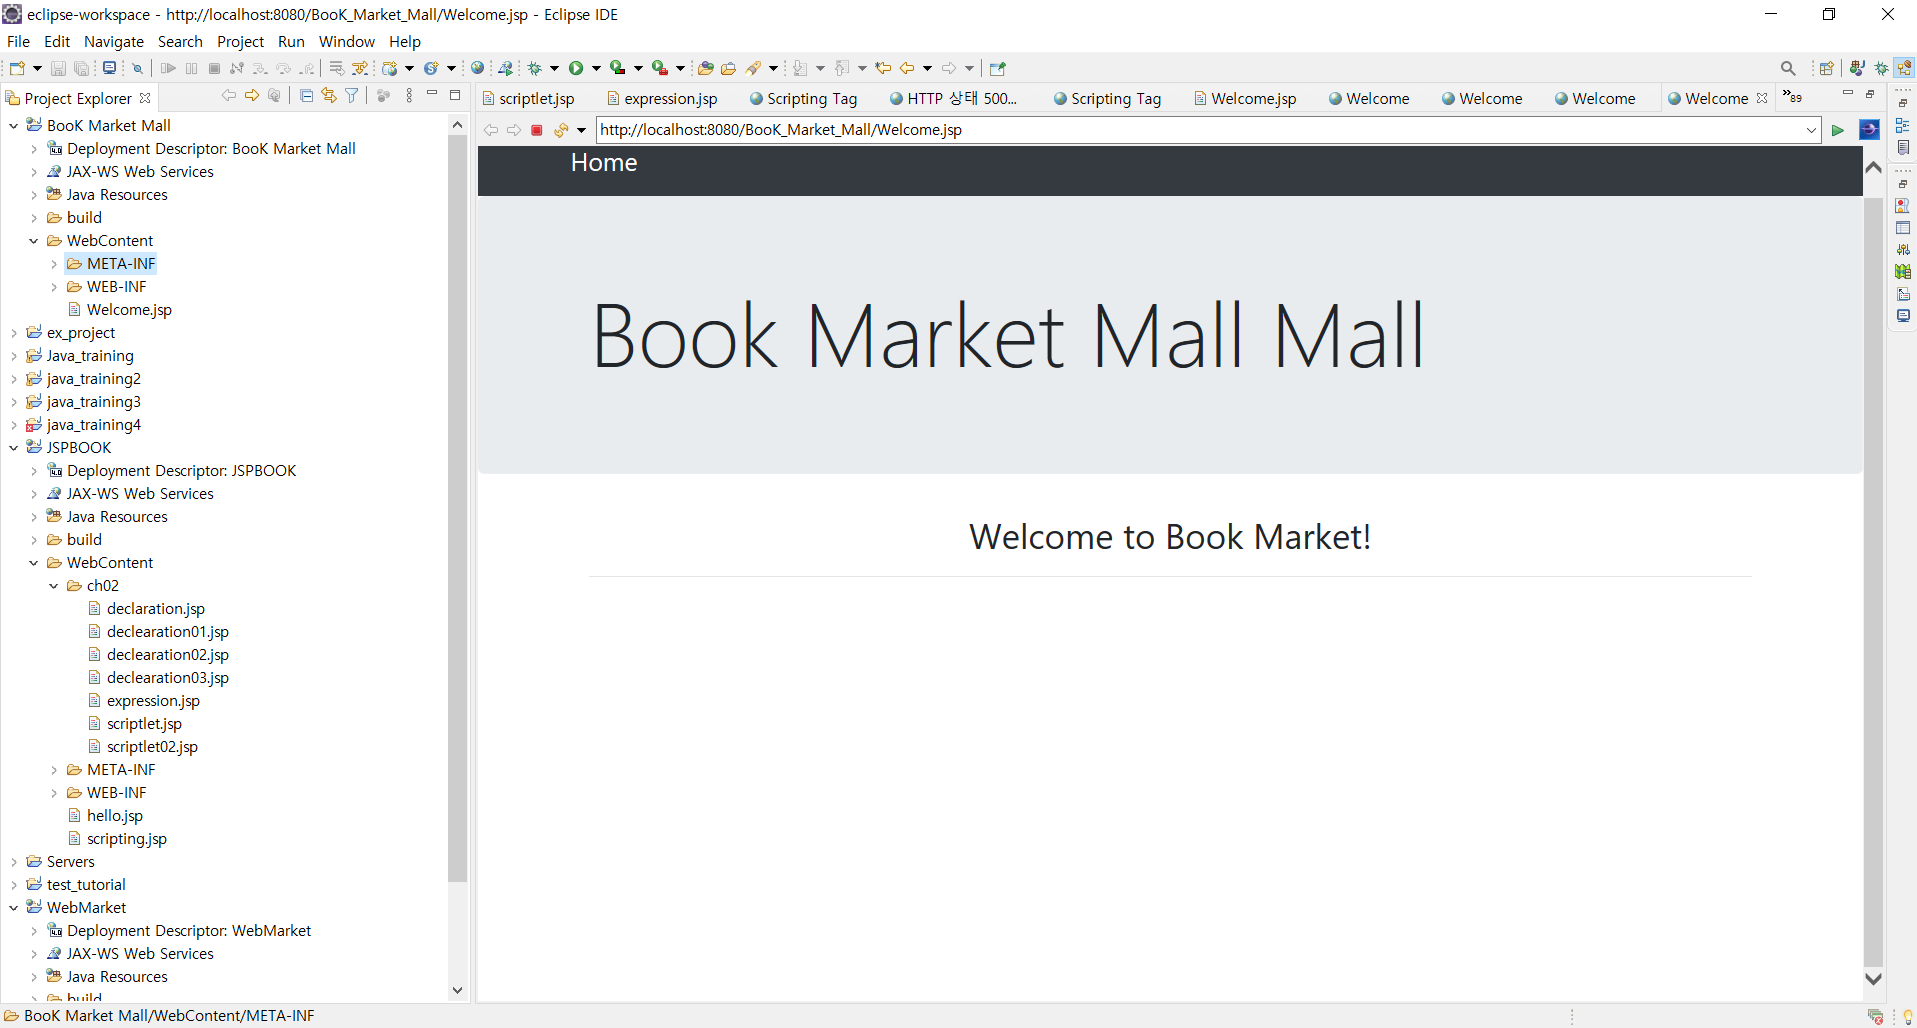 eclipse-workspace - http://localhost:8080/BooK_Market_Mall/Welcome.jsp - Eclipse IDE
File Edit Navigate Search Project Run Window Help
Project Explorer
scriptlet.jsp expression.jsp Scripting Tag HTTP 상태 500... Scripting Tag Welcome.jsp Welcome Welcome Welcome Welcome »89
http://localhost:8080/BooK_Market_Mall/Welcome.jsp
BooK Market Mall
Deployment Descriptor: BooK Market Mall
JAX-WS Web Services
Java Resources
build
WebContent
META-INF
WEB-INF
Welcome.jsp
ex_project
Java_training
java_training2
java_training3
java_training4
JSPBOOK
Deployment Descriptor: JSPBOOK
JAX-WS Web Services
Java Resources
build
WebContent
ch02
declaration.jsp
declearation01.jsp
declearation02.jsp
declearation03.jsp
expression.jsp
scriptlet.jsp
scriptlet02.jsp
META-INF
WEB-INF
hello.jsp
scripting.jsp
Servers
test_tutorial
WebMarket
Deployment Descriptor: WebMarket
JAX-WS Web Services
Java Resources
build
Home
Book Market Mall Mall
Welcome to Book Market!
BooK Market Mall/WebContent/META-INF